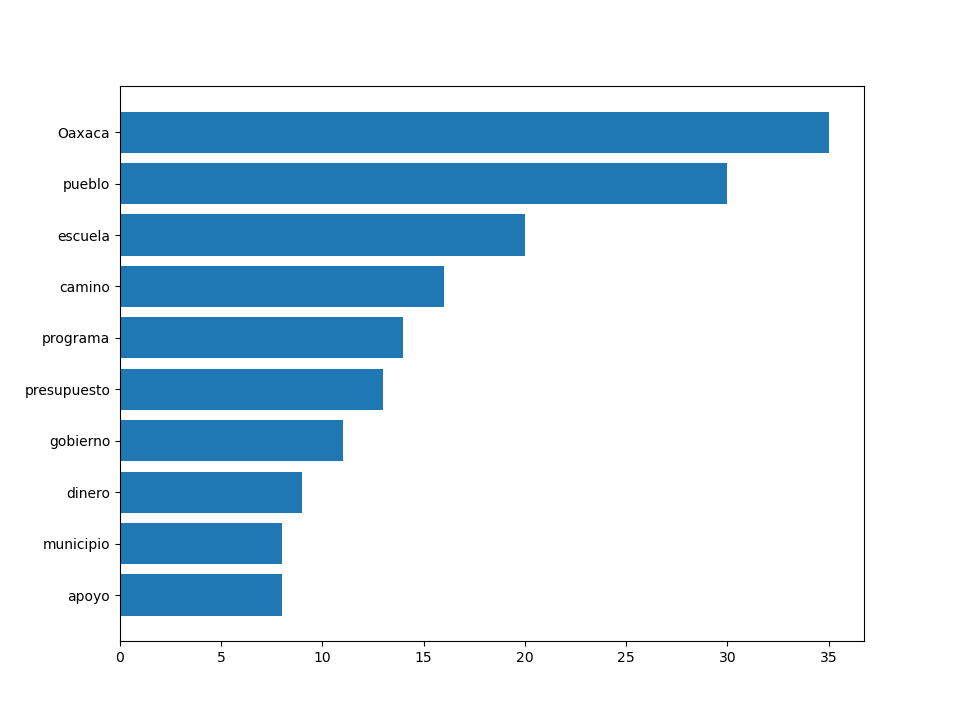 Oaxaca
pueblo
escuela
camino
programa
presupuesto
gobierno
dinero
municipio
apoyo
0 5 10 15 20 25 30 35